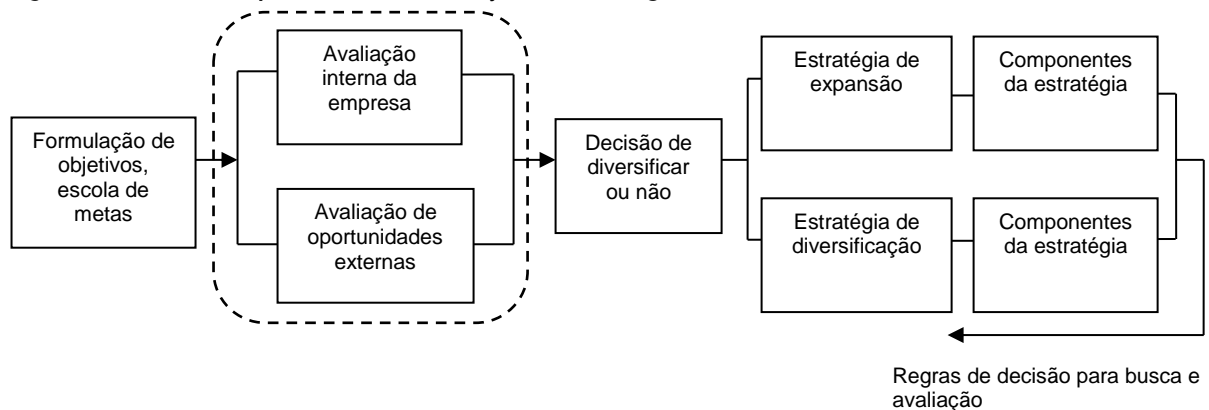 Formulação de
objetivos,
escola de
metas
Avaliação
interna da
empresa
Avaliação de
oportunidades
externas
Decisão de
diversificar
ou não
Estratégia de
expansão
Componentes
da estratégia
Estratégia de
diversificação
Componentes
da estratégia
Regras de decisão para busca e
avaliação